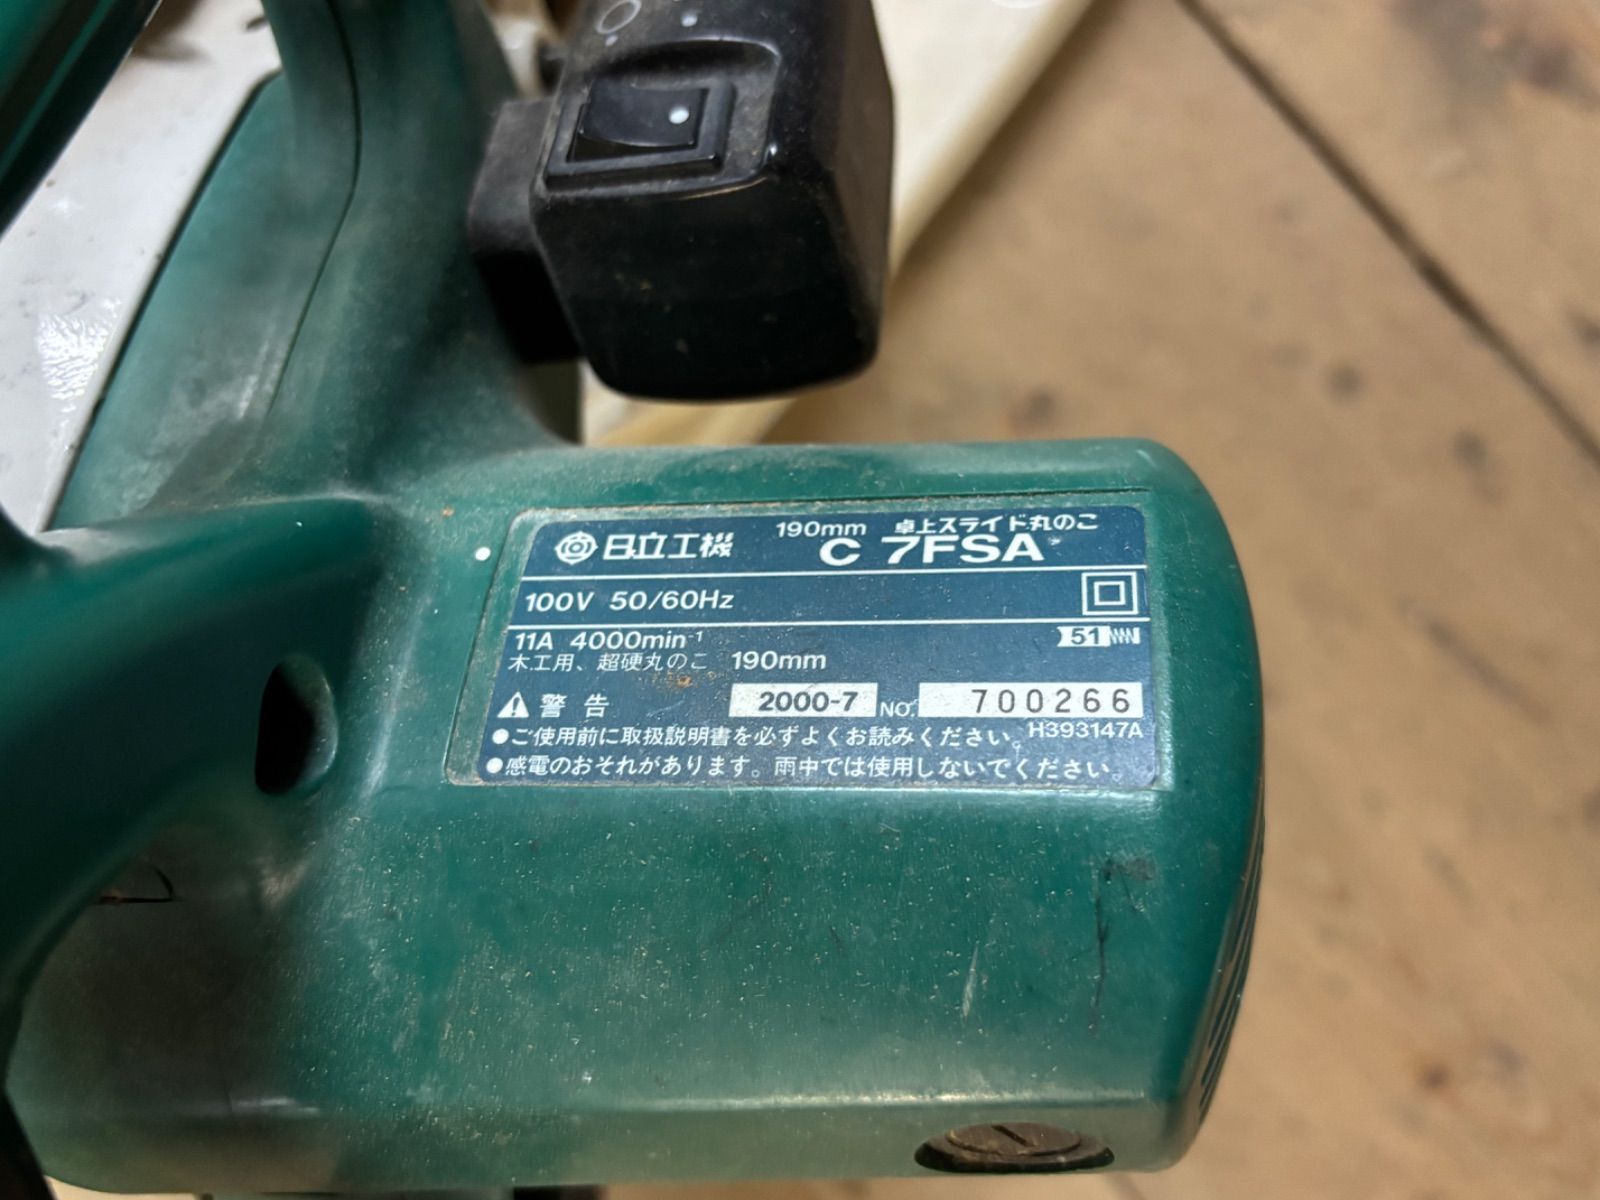 日立工機 190mm 卓上スライド丸のこ
C 7FSA
100V 50/60Hz
11A 4000min⁻¹ 51
木工用、超硬丸のこ 190mm
警告 2000-7 NO. 700266
●ご使用前に取扱説明書を必ずよくお読みください。 H393147A
●感電のおそれがあります。雨中では使用しないでください。